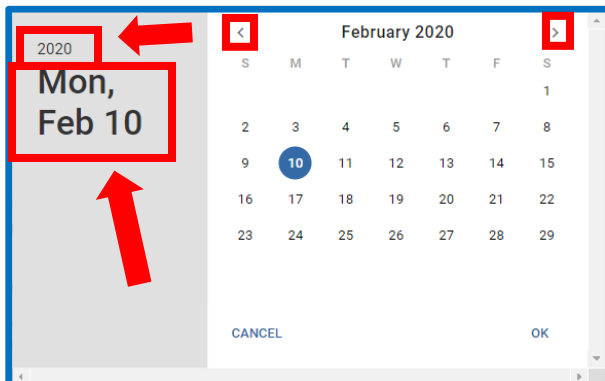 2020
Mon,
Feb 10
< February 2020 >
S M T W T F S
1
2 3 4 5 6 7 8
9 10 11 12 13 14 15
16 17 18 19 20 21 22
23 24 25 26 27 28 29
CANCEL OK